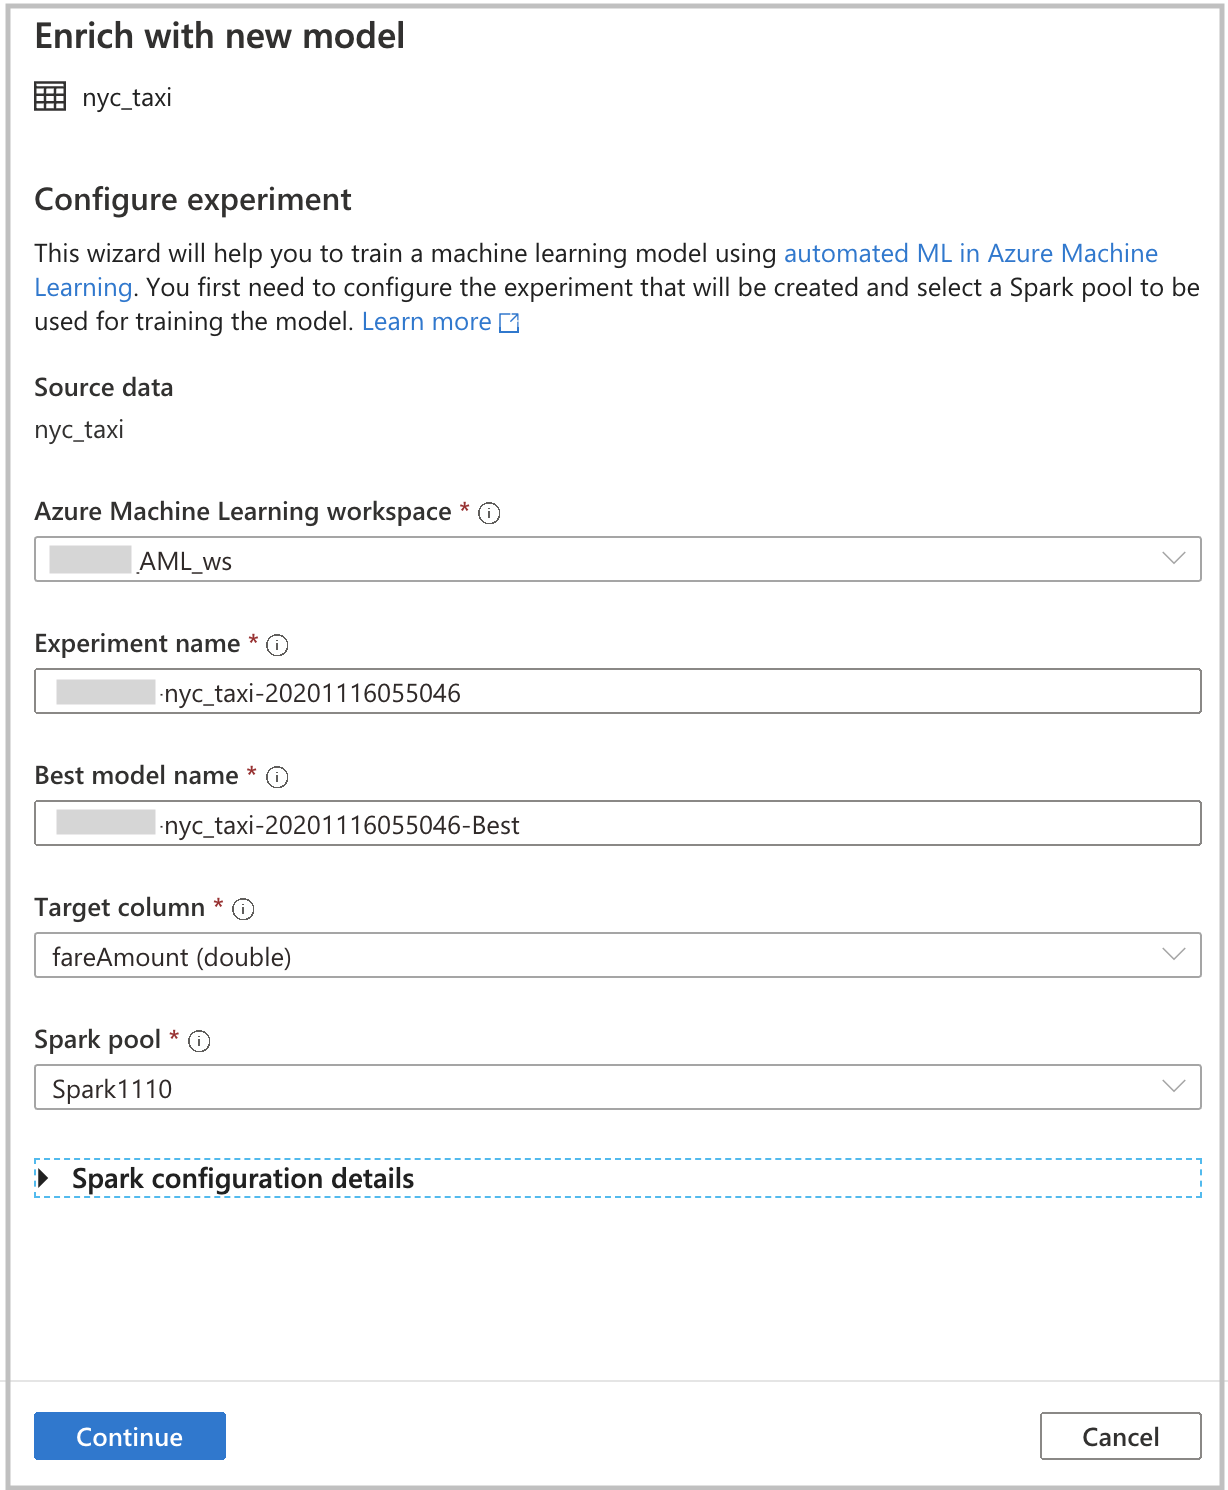 Enrich with new model
nyc_taxi
Configure experiment
This wizard will help you to train a machine learning model using automated ML in Azure Machine
Learning. You first need to configure the experiment that will be created and select a Spark pool to be
used for training the model. Learn more
Source data
nyc_taxi
Azure Machine Learning workspace *
_AML_ws
Experiment name *
-nyc_taxi-20201116055046
Best model name *
-nyc_taxi-20201116055046-Best
Target column *
fareAmount (double)
Spark pool *
Spark1110
Spark configuration details
Continue
Cancel